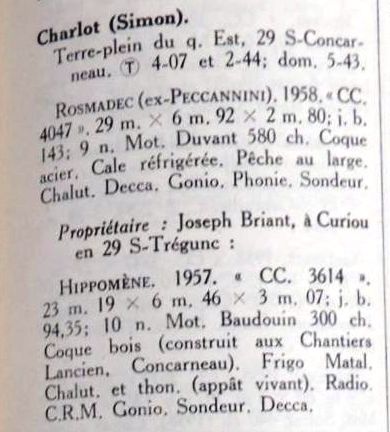 Charlot (Simon).
Terre-plein du q. Est, 29 S-Concar-
neau. Ⓣ 4-07 et 2-44; dom. 5-43.
ROSMADEC (ex-PECCANNINI). 1958. « CC.
4047 ». 29 m. × 6 m. 92 × 2 m. 80; j. b.
143; 9 n. Mot. Duvant 580 ch. Coque
acier. Cale réfrigérée. Pêche au large.
Chalut. Decca. Gonio. Phonie. Sondeur.
Propriétaire : Joseph Briant, à Curiou
en 29 S-Trégunc :
HIPPOMÈNE. 1957. « CC. 3614 ».
23 m. 19 × 6 m. 46 × 3 m. 07; j. b.
94,35; 10 n. Mot. Baudouin 300 ch.
Coque bois (construit aux Chantiers
Lancien, Concarneau). Frigo Matal.
Chalut. et thon. (appât vivant). Radio.
C.R.M. Gonio. Sondeur. Decca.